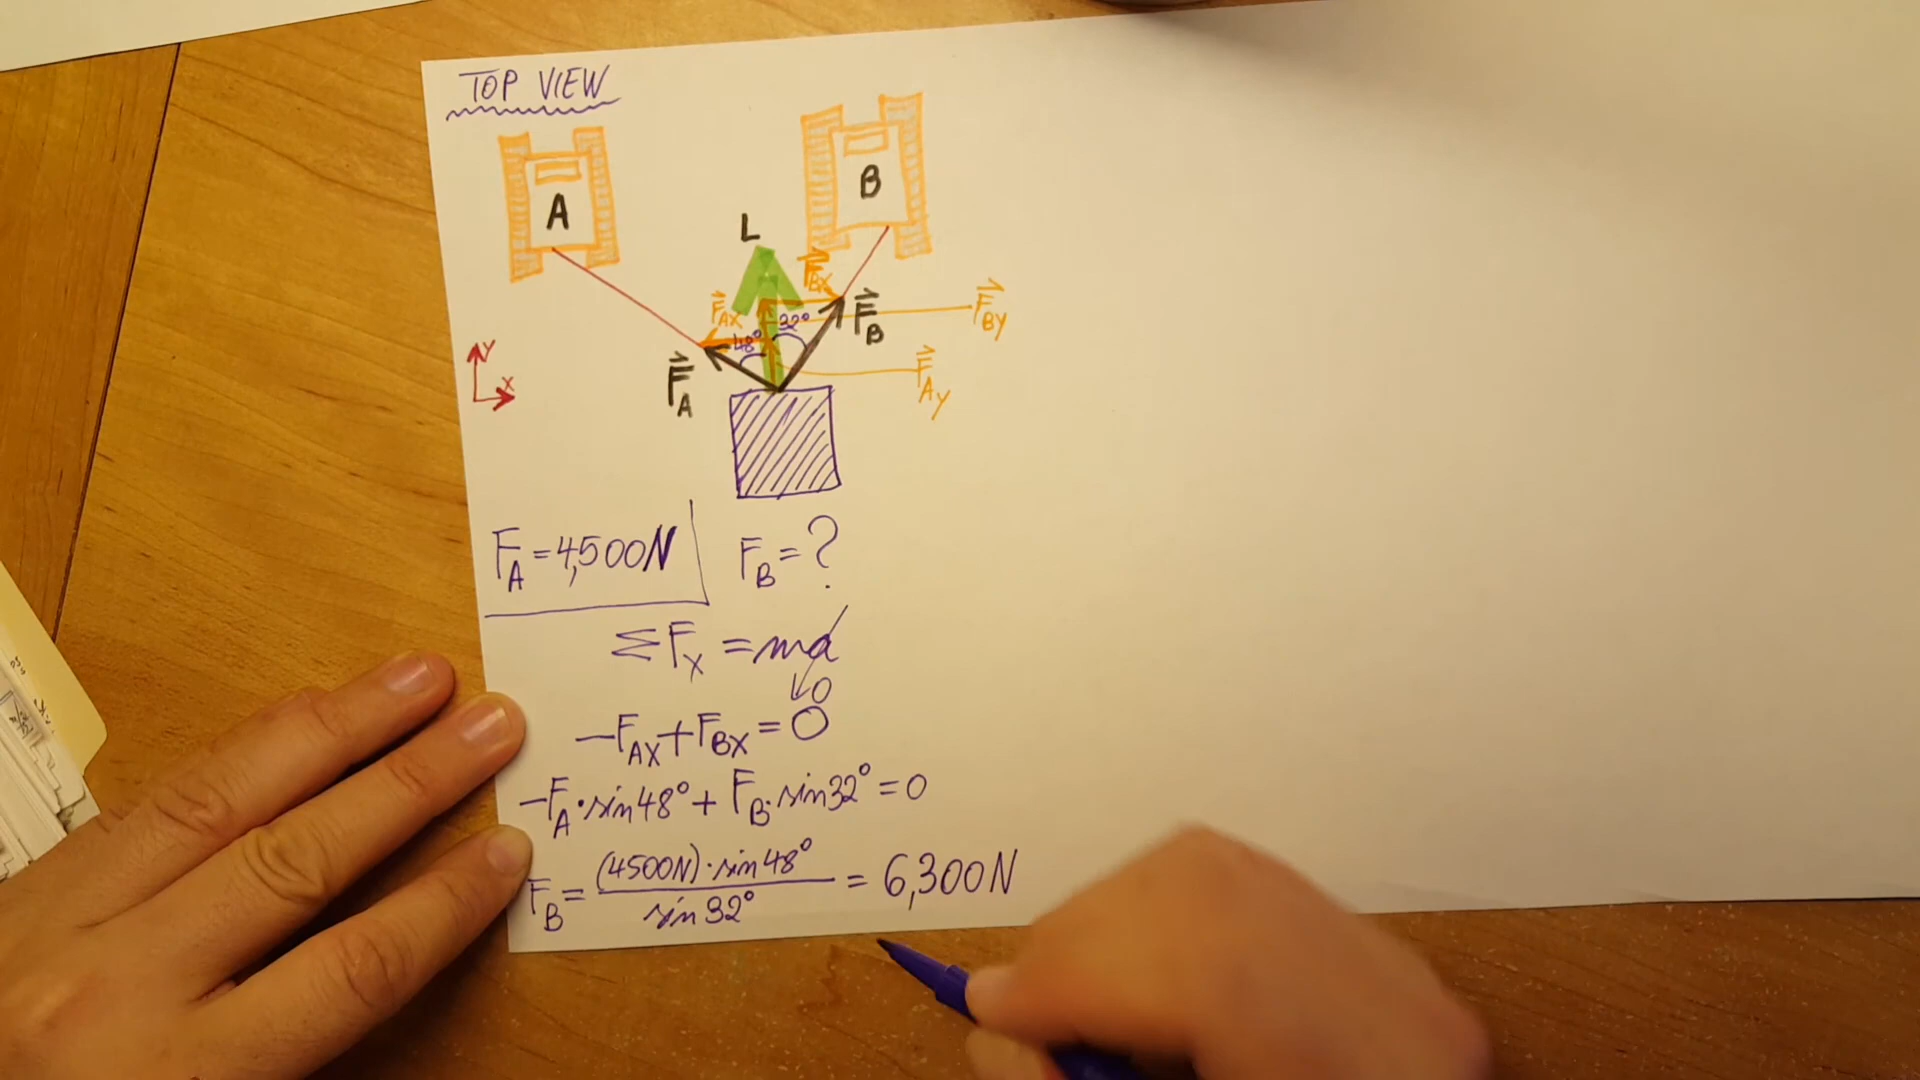 TOP VIEW
A
B
L
F⃗BX
F⃗AX
32°
48°
F⃗B
F⃗BY
F⃗A
F⃗AY
Y
X
FA = 4,500N
FB = ?
ΣFX = ma
0
-FAX + FBX = 0
-FA · sin48° + FB · sin32° = 0
FB = (4500N) · sin48° / sin32° = 6,300N